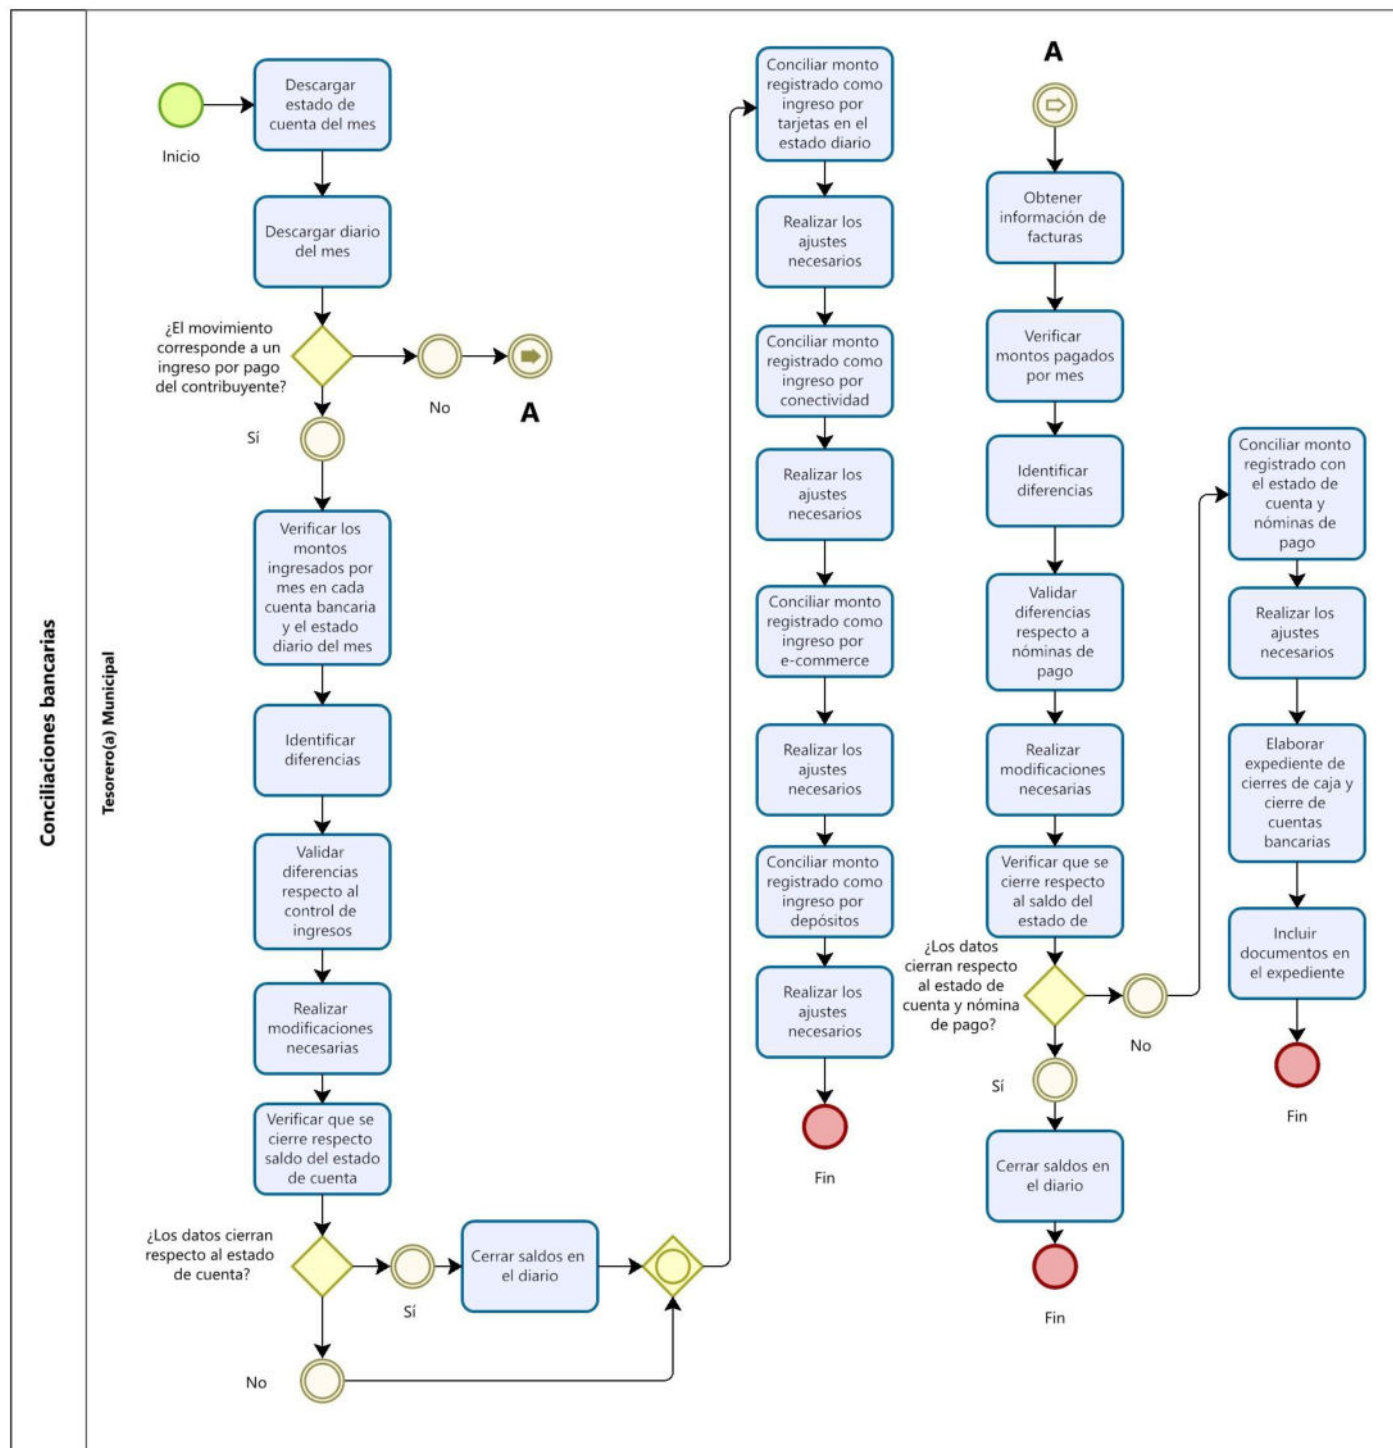 Conciliaciones bancarias
Tesorero(a) Municipal
Inicio
Descargar
estado de
cuenta del mes
Descargar diario
del mes
¿El movimiento
corresponde a un
ingreso por pago
del contribuyente?
No
A
Sí
Verificar los
montos
ingresados por
mes en cada
cuenta bancaria
y el estado
diario del mes
Identificar
diferencias
Validar
diferencias
respecto al
control de
ingresos
Realizar
modificaciones
necesarias
Verificar que se
cierre respecto
saldo del estado
de cuenta
¿Los datos cierran
respecto al estado
de cuenta?
Sí
Cerrar saldos en
el diario
No
Conciliar monto
registrado como
ingreso por
tarjetas en el
estado diario
Realizar los
ajustes
necesarios
Conciliar monto
registrado como
ingreso por
conectividad
Realizar los
ajustes
necesarios
Conciliar monto
registrado como
ingreso por
e-commerce
Realizar los
ajustes
necesarios
Conciliar monto
registrado como
ingreso por
depósitos
Realizar los
ajustes
necesarios
Fin
A
Obtener
información de
facturas
Verificar
montos pagados
por mes
Identificar
diferencias
Validar
diferencias
respecto a
nóminas de
pago
Realizar
modificaciones
necesarias
Verificar que se
cierre respecto
al saldo del
estado de
¿Los datos
cierran respecto
al estado de
cuenta y nómina
de pago?
No
Sí
Cerrar saldos en
el diario
Fin
Conciliar monto
registrado con
el estado de
cuenta y
nóminas de
pago
Realizar los
ajustes
necesarios
Elaborar
expediente de
cierres de caja y
cierre de
cuentas
bancarias
Incluir
documentos en
el expediente
Fin